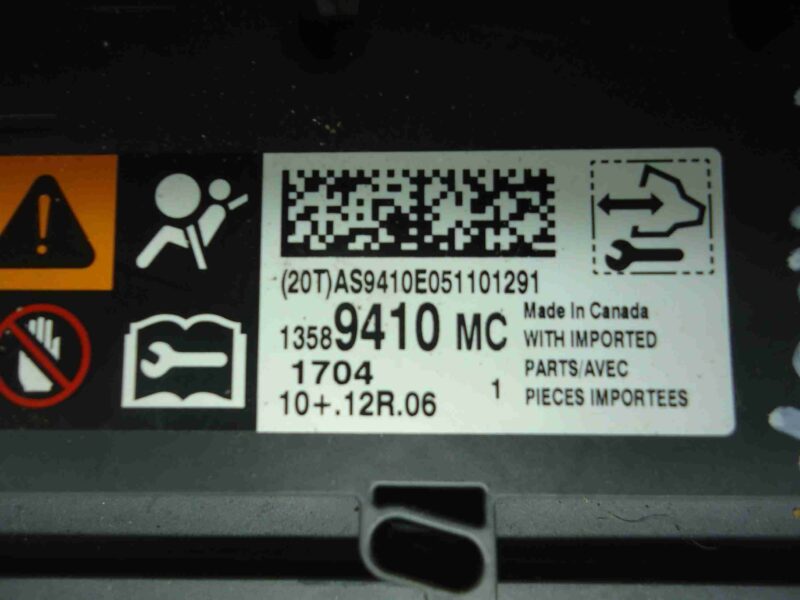 (20T)AS9410E051101291
13589410 MC
1704
10+.12R.06
1
Made In Canada
WITH IMPORTED
PARTS/AVEC
PIECES IMPORTEES